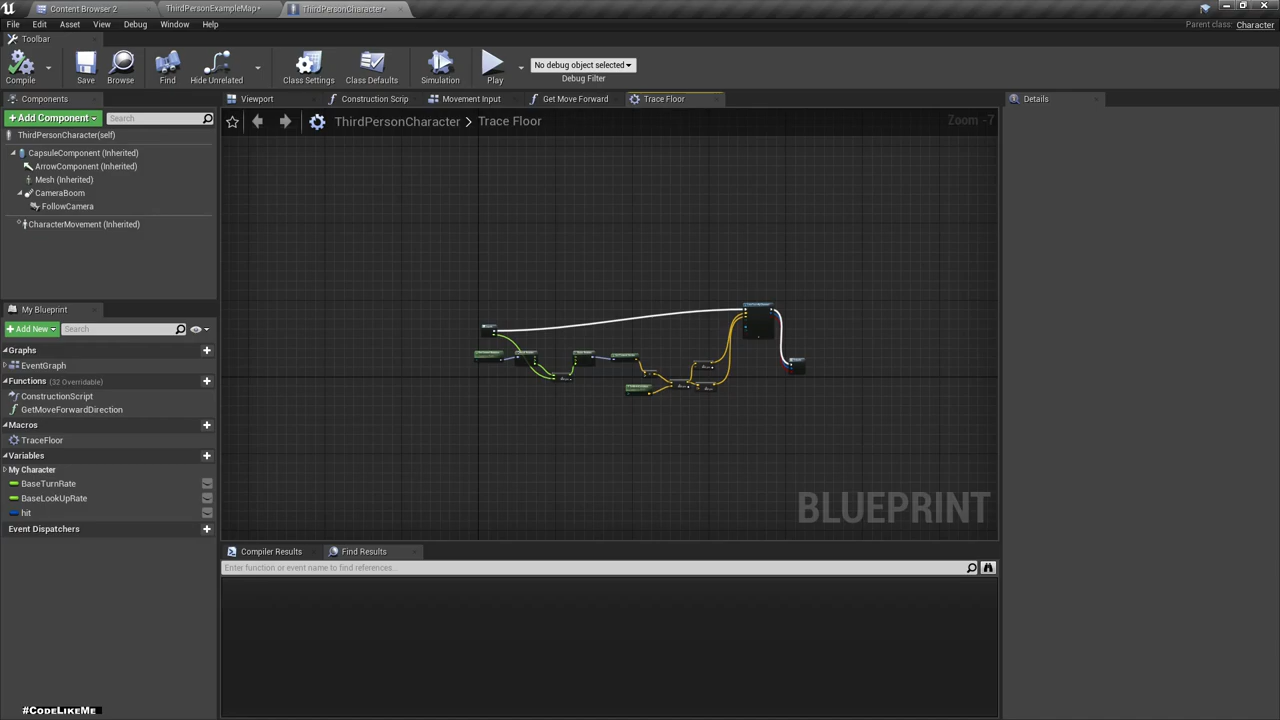 Content Browser 2
ThirdPersonExampleMap*
ThirdPersonCharacter*
File Edit Asset View Debug Window Help
Parent class: Character
Toolbar
Compile
Save
Browse
Find
Hide Unrelated
Class Settings
Class Defaults
Simulation
Play
No debug object selected
Debug Filter
Components
+Add Component
Search
ThirdPersonCharacter(self)
CapsuleComponent (Inherited)
ArrowComponent (Inherited)
Mesh (Inherited)
CameraBoom
FollowCamera
CharacterMovement (Inherited)
My Blueprint
+Add New
Search
Graphs
EventGraph
Functions (32 Overridable)
ConstructionScript
GetMoveForwardDirection
Macros
TraceFloor
Variables
My Character
BaseTurnRate
BaseLookUpRate
hit
Event Dispatchers
Viewport
Construction Scrip
Movement Input
Get Move Forward
Trace Floor
ThirdPersonCharacter > Trace Floor
Zoom -7
BLUEPRINT
Compiler Results
Find Results
Enter function or event name to find references...
Details
#CodeLikeMe